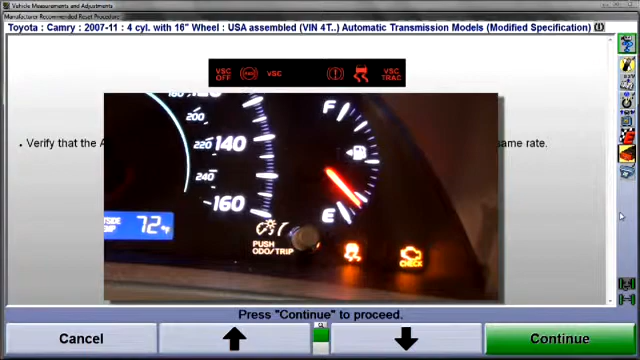 Vehicle Measurements and Adjustments
Manufacturer Recommended Reset Procedure
Toyota : Camry : 2007-11 : 4 cyl. with 16" Wheel : USA assembled (VIN 4T..) Automatic Transmission Models (Modified Specification)
VSC OFF
VSC
VSC TRAC
. Verify that the A
same rate.
200
140
220
240
160
F
E
72°F
PUSH
ODO/TRIP
CHECK
Press "Continue" to proceed.
Cancel
Continue